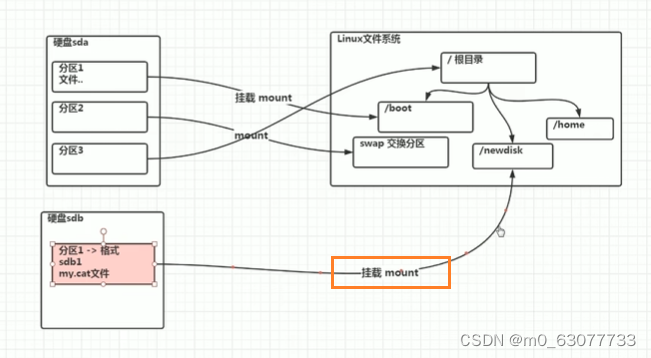 硬盘sda
分区1
文件..
分区2
分区3
挂载 mount
mount
Linux文件系统
/ 根目录
/boot
/home
swap 交换分区
/newdisk
硬盘sdb
分区1 -> 格式
sdb1
my.cat文件
挂载 mount
CSDN @m0_63077733